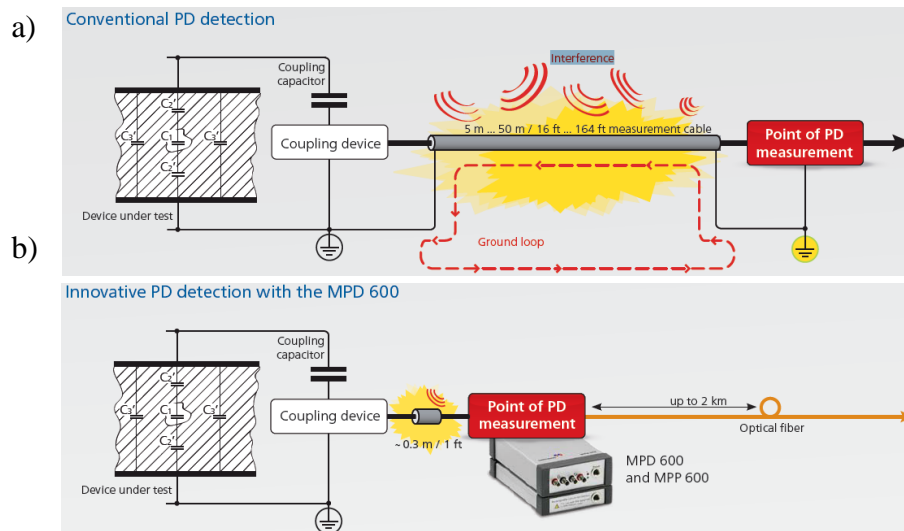 a)
Conventional PD detection
Coupling
capacitor
Interference
C2'
C3'
C1
C3'
C2'
5 m ... 50 m / 16 ft ... 164 ft measurement cable
Coupling device
Point of PD
measurement
Device under test
Ground loop
b)
Innovative PD detection with the MPD 600
Coupling
capacitor
C2'
C3'
C1
C3'
C2'
Coupling device
Point of PD
measurement
up to 2 km
Optical fiber
~ 0.3 m / 1 ft
MPD 600
and MPP 600
Device under test